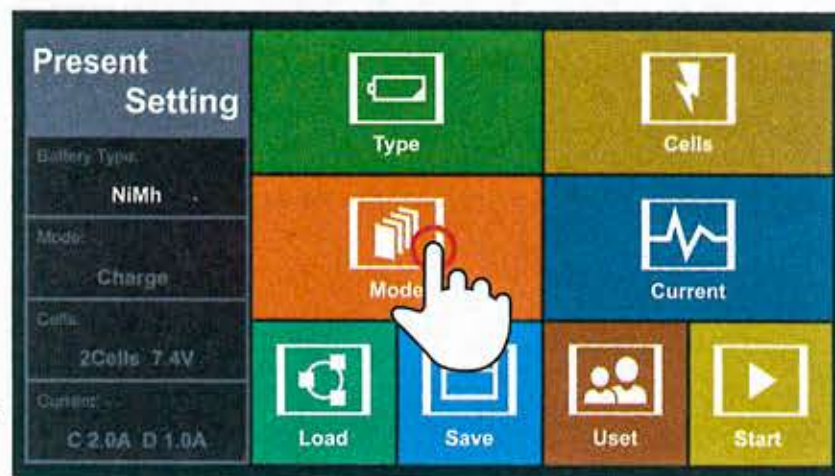 Present
Setting
Battery Type:
NiMh
Mode:
Charge
Cells:
2Cells 7.4V
Current:
C 2.0A D 1.0A
Type
Cells
Mode
Current
Load
Save
Uset
Start